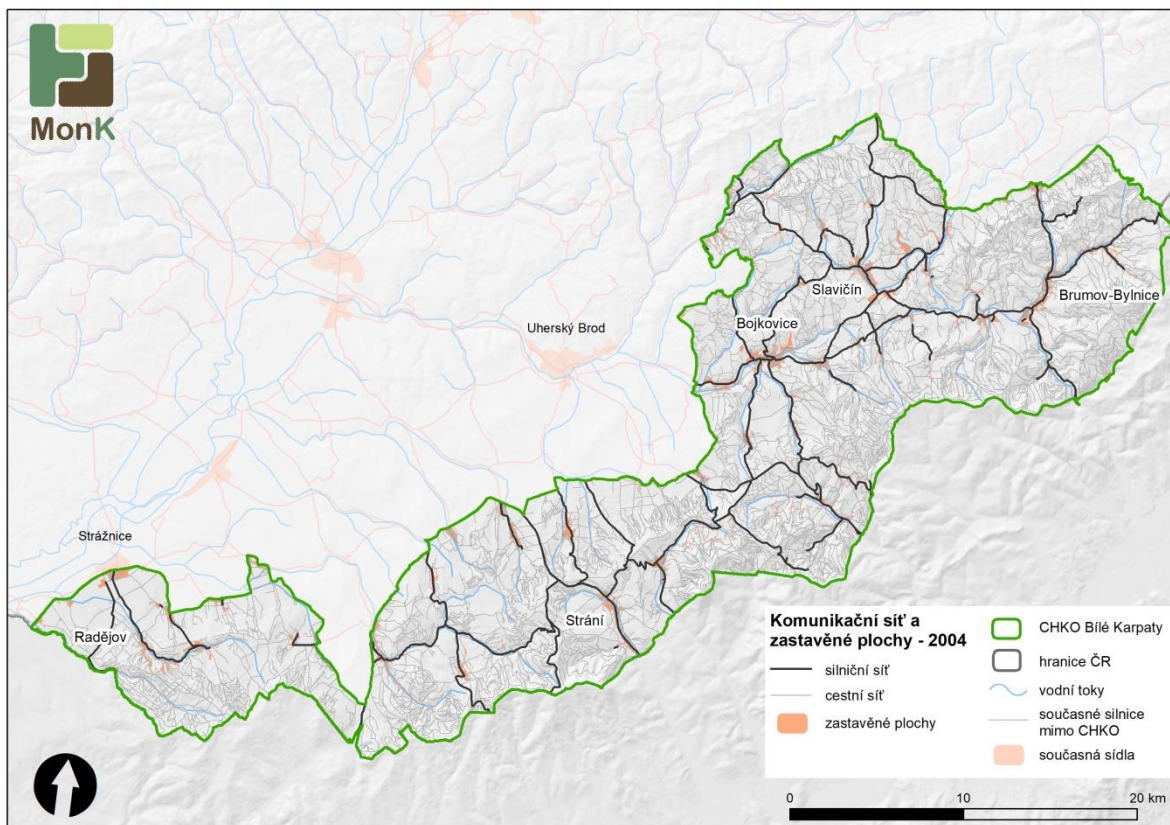 MonK
Slavičín
Brumov-Bylnice
Uherský Brod
Bojkovice
Strážnice
Radějov
Strání
Komunikační síť a
zastavěné plochy - 2004
silniční síť
cestní síť
zastavěné plochy
CHKO Bílé Karpaty
hranice ČR
vodní toky
současné silnice
mimo CHKO
současná sídla
0 10 20 km